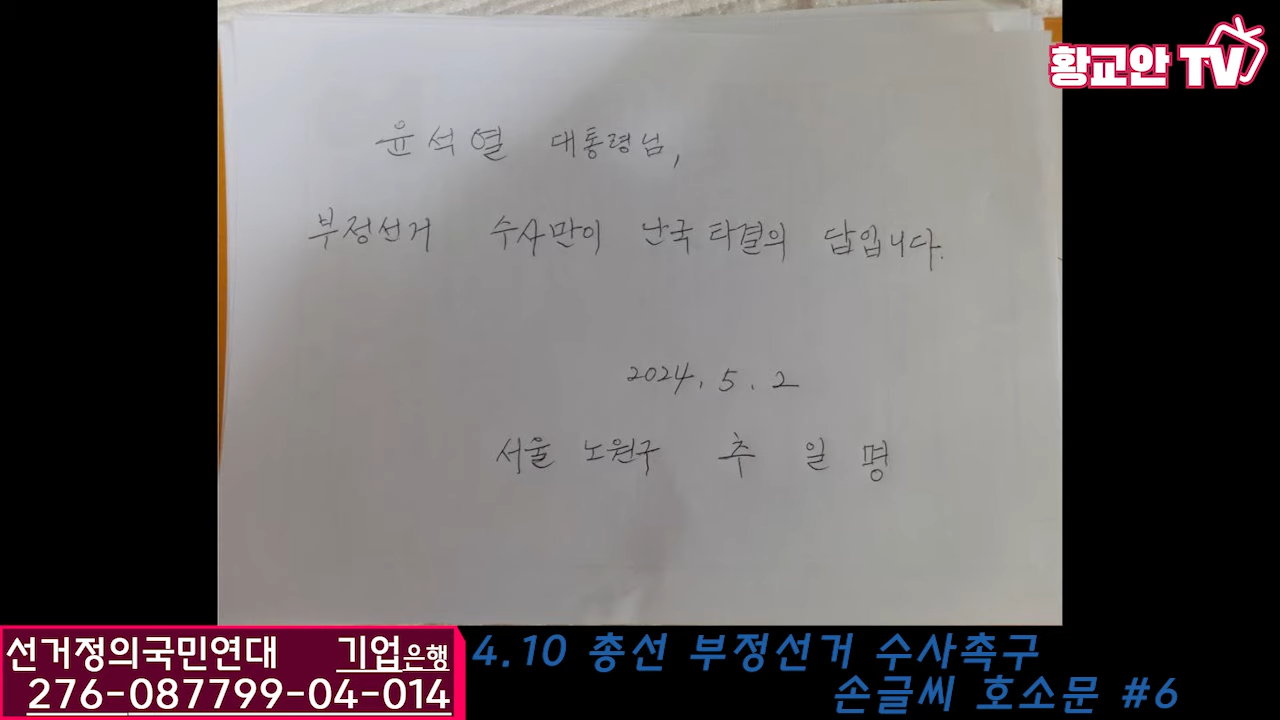 황교안 TV
윤석열 대통령님,
부정선거 수사만이 난국 타결의 답입니다.
2024. 5. 2
서울 노원구 추 일 명
선거정의국민연대 기업은행
276-087799-04-014
4.10 총선 부정선거 수사촉구
손글씨 호소문 #6